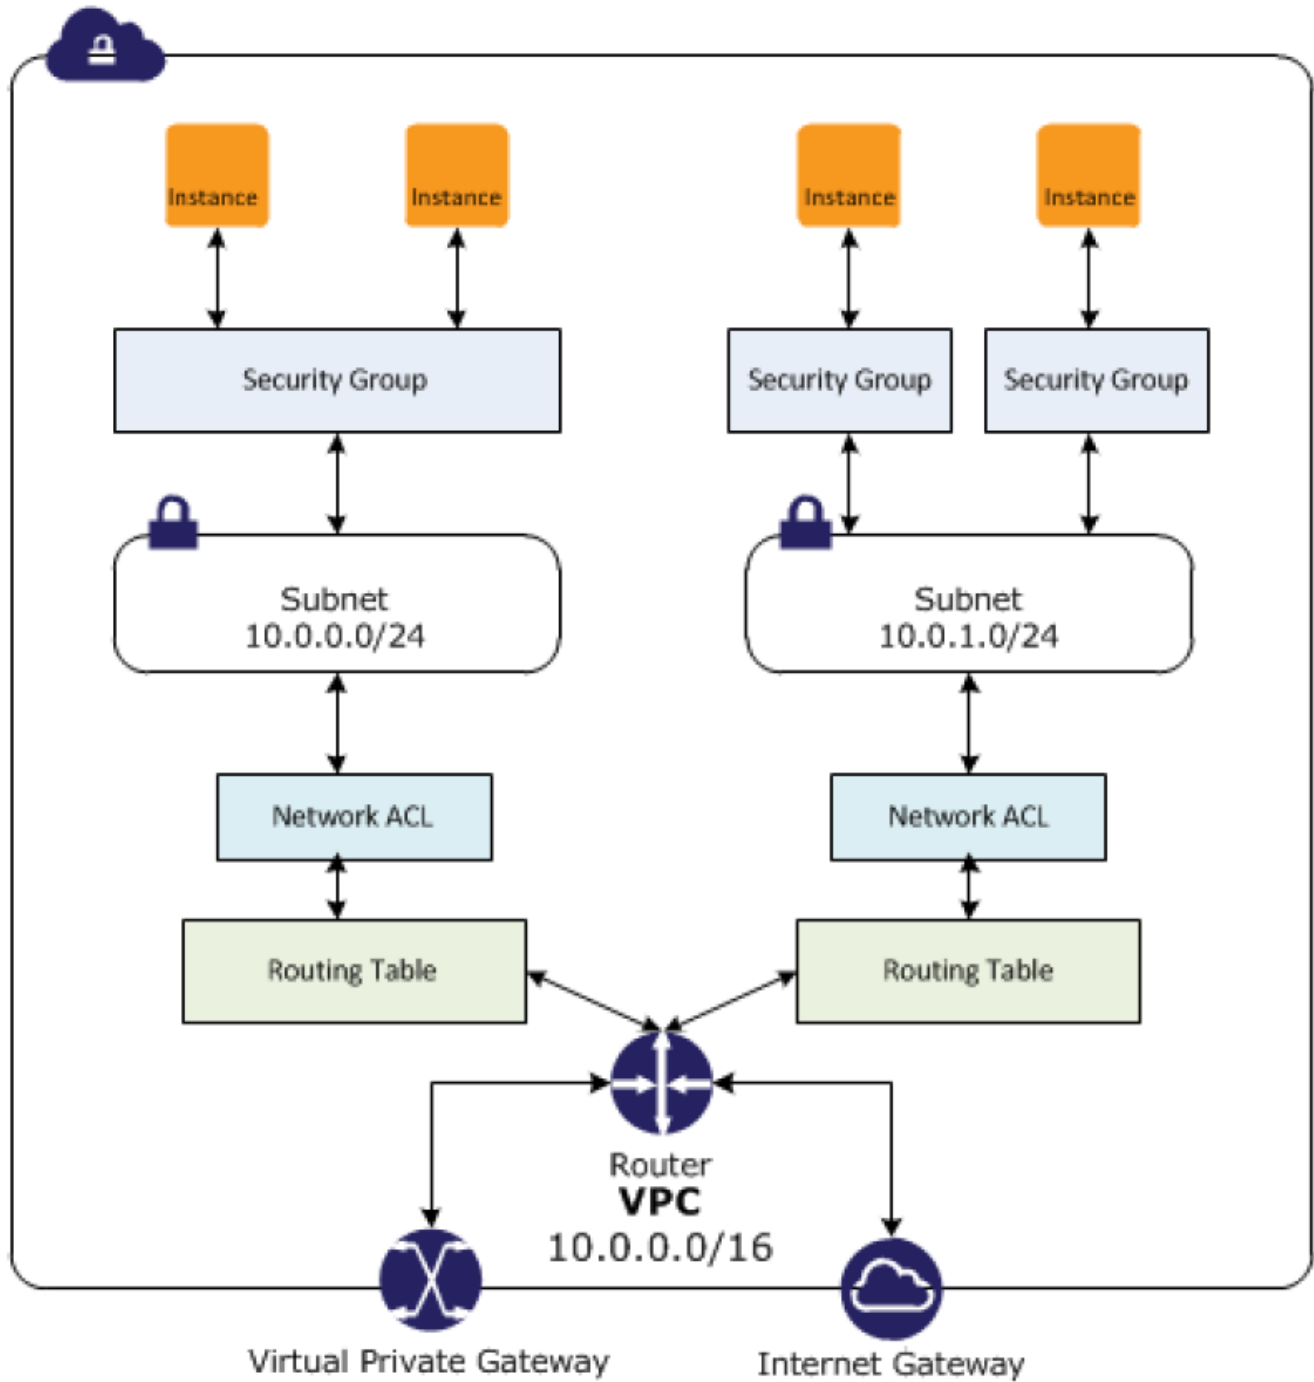 Instance
Instance
Instance
Instance
Security Group
Security Group
Security Group
Subnet
10.0.0.0/24
Subnet
10.0.1.0/24
Network ACL
Network ACL
Routing Table
Routing Table
Router
VPC
10.0.0.0/16
Virtual Private Gateway
Internet Gateway